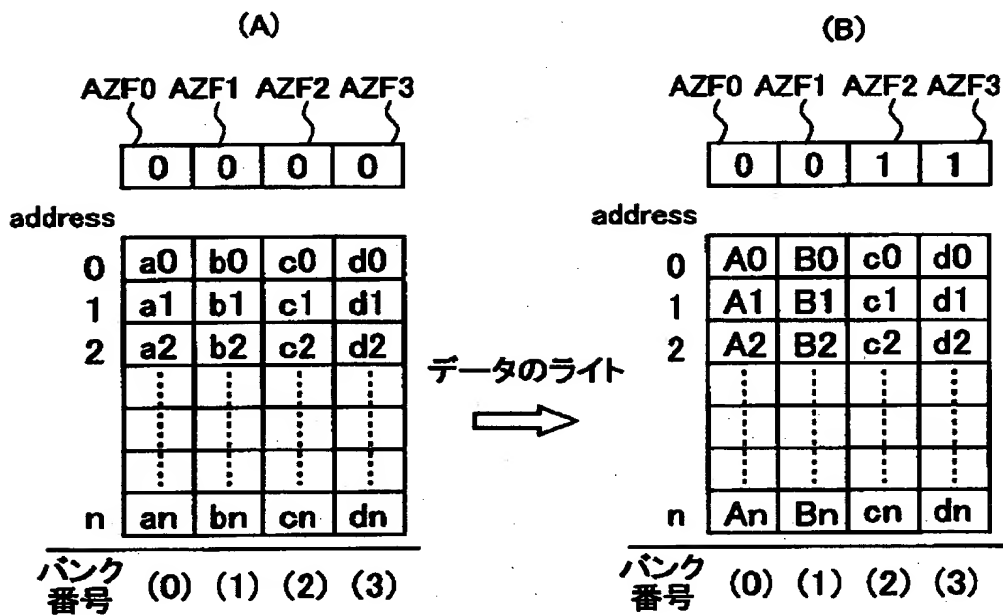 (A)
AZF0 AZF1 AZF2 AZF3
0 0 0 0
address
0 a0 b0 c0 d0
1 a1 b1 c1 d1
2 a2 b2 c2 d2
n an bn cn dn
バンク番号 (0) (1) (2) (3)
データのライト
(B)
AZF0 AZF1 AZF2 AZF3
0 0 1 1
address
0 A0 B0 c0 d0
1 A1 B1 c1 d1
2 A2 B2 c2 d2
n An Bn cn dn
バンク番号 (0) (1) (2) (3)